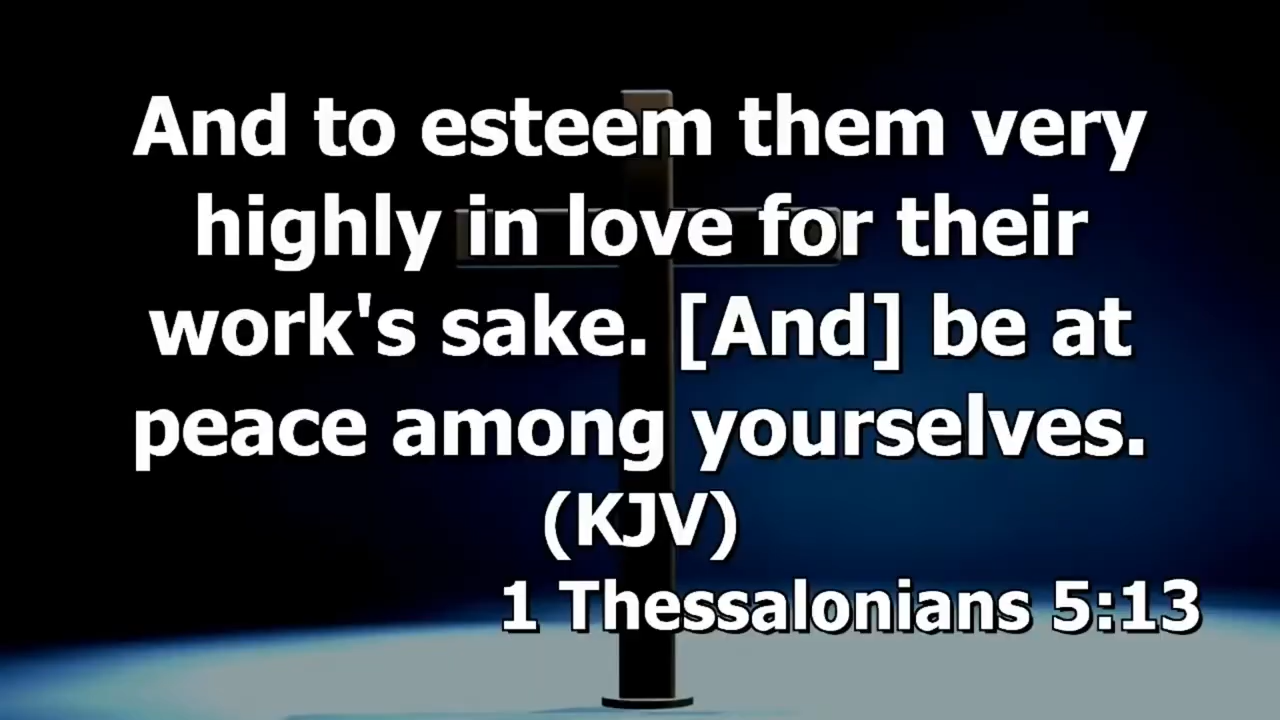 And to esteem them very
highly in love for their
work's sake. [And] be at
peace among yourselves.
(KJV)
1 Thessalonians 5:13